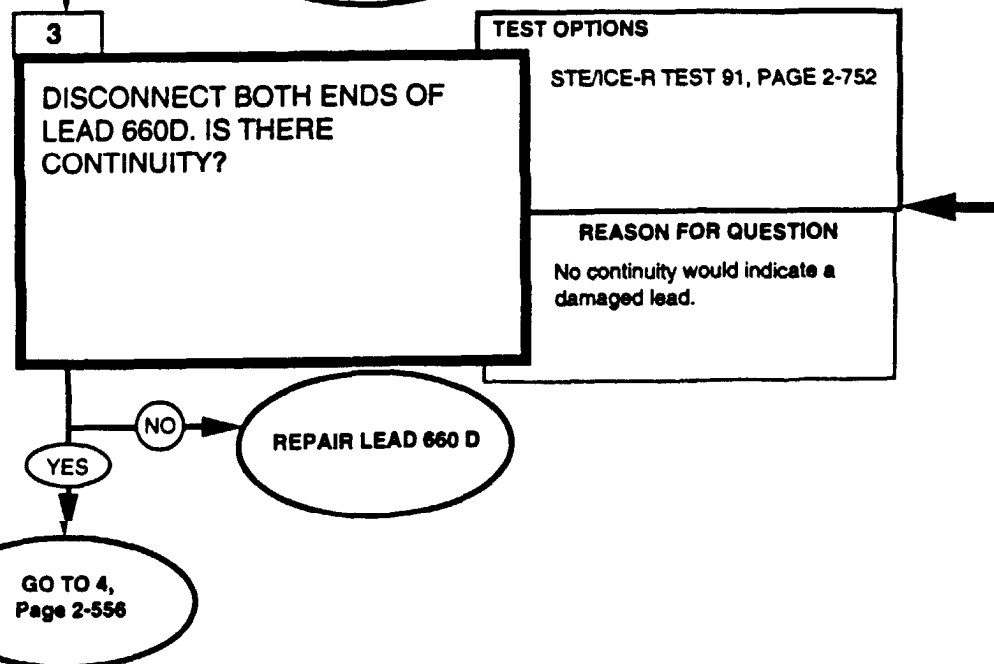 3
TEST OPTIONS
STE/ICE-R TEST 91, PAGE 2-752
DISCONNECT BOTH ENDS OF
LEAD 660D. IS THERE
CONTINUITY?
REASON FOR QUESTION
No continuity would indicate a
damaged lead.
NO
REPAIR LEAD 660 D
YES
GO TO 4,
Page 2-556